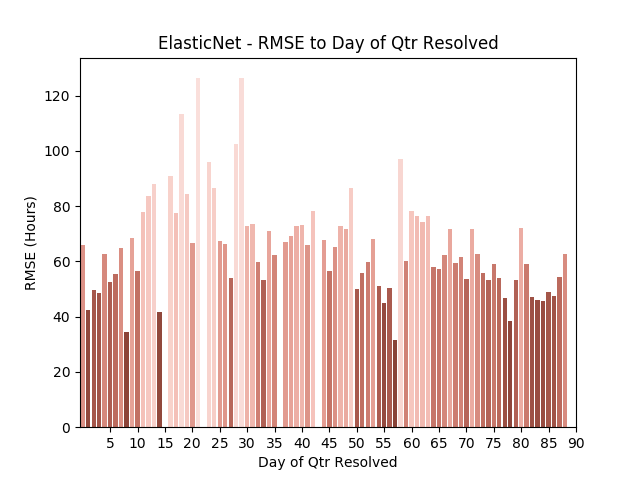 ElasticNet - RMSE to Day of Qtr Resolved
120
100
80
60
40
20
0
RMSE (Hours)
5 10 15 20 25 30 35 40 45 50 55 60 65 70 75 80 85 90
Day of Qtr Resolved